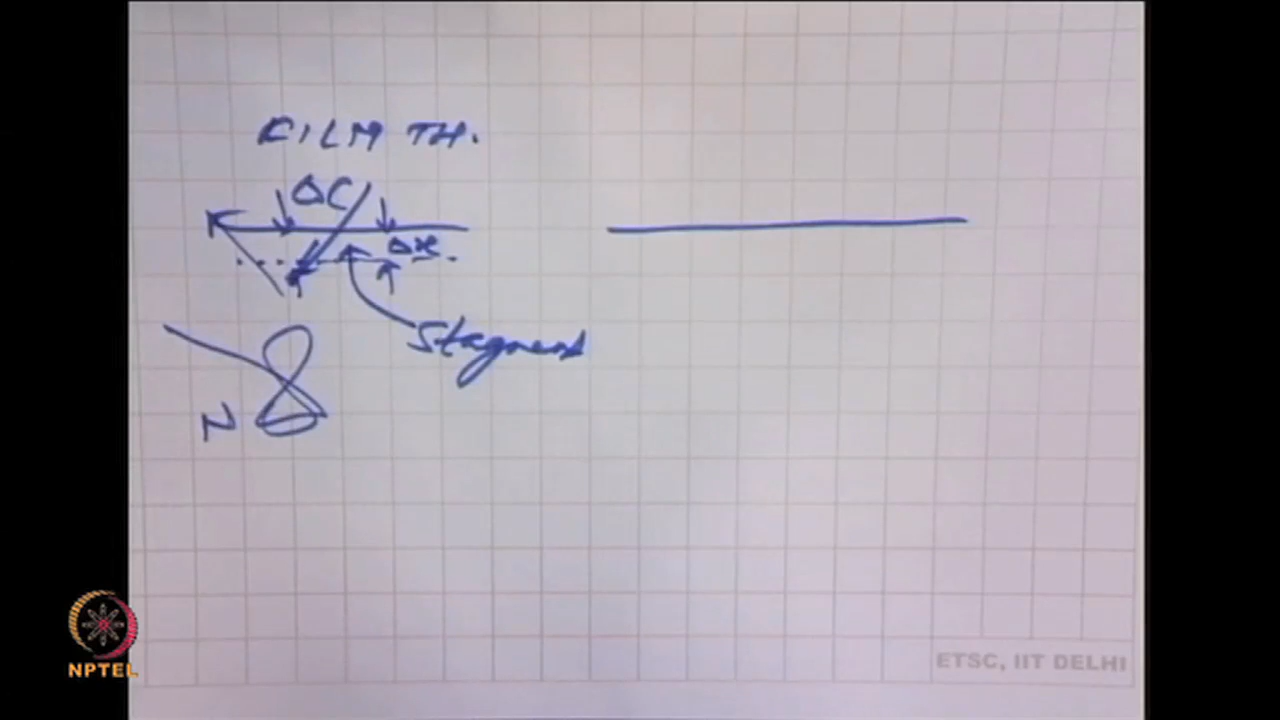 FILM TH.
ΔC
Δx.
Stagnant
N
NPTEL
ETSC, IIT DELHI